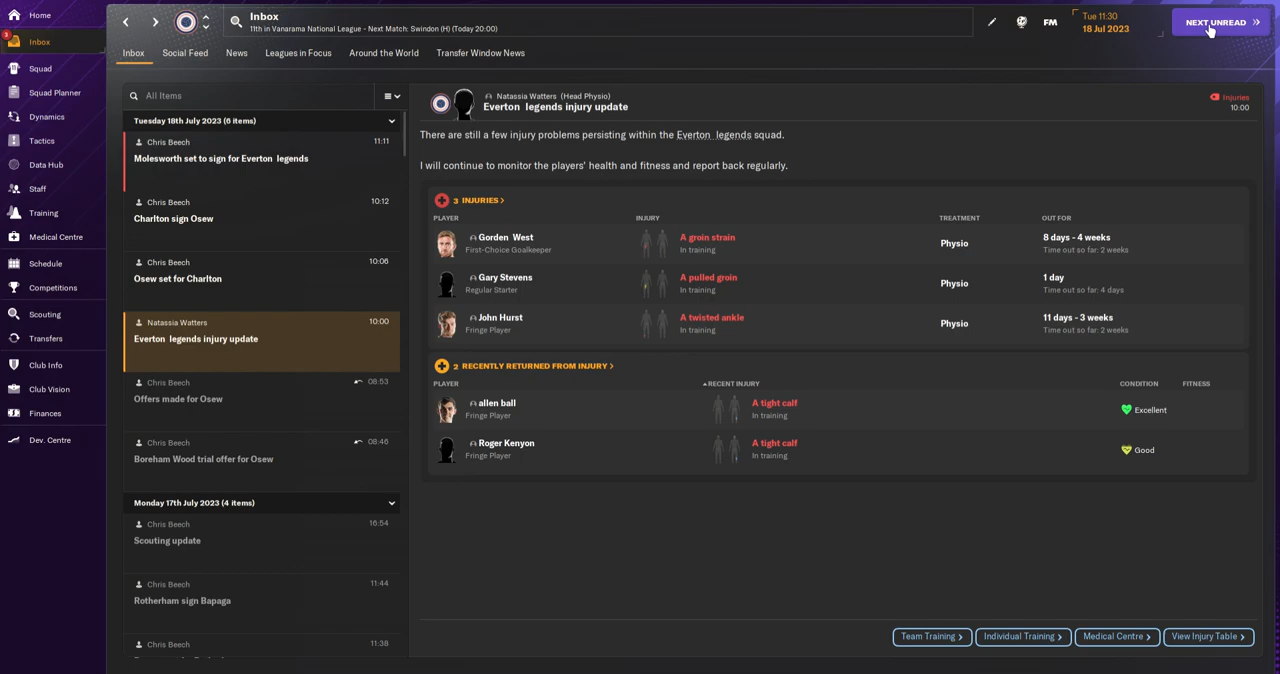 Home
Inbox
11th in Vanarama National League - Next Match: Swindon (H) (Today 20:00)
FM
Tue 11:30
18 Jul 2023
NEXT UNREAD
3
Inbox
Squad
Squad Planner
Dynamics
Tactics
Data Hub
Staff
Training
Medical Centre
Schedule
Competitions
Scouting
Transfers
Club Info
Club Vision
Finances
Dev. Centre
Inbox
Social Feed
News
Leagues in Focus
Around the World
Transfer Window News
All Items
Tuesday 18th July 2023 (6 items)
Chris Beech 11:11
Molesworth set to sign for Everton legends
Chris Beech 10:12
Charlton sign Osew
Chris Beech 10:06
Osew set for Charlton
Natassia Watters 10:00
Everton legends injury update
Chris Beech 08:53
Offers made for Osew
Chris Beech 08:46
Boreham Wood trial offer for Osew
Monday 17th July 2023 (4 items)
Chris Beech 16:54
Scouting update
Chris Beech 11:44
Rotherham sign Bapaga
Chris Beech 11:38
Natassia Watters (Head Physio)
Everton legends injury update
Injuries
10:00
There are still a few injury problems persisting within the Everton legends squad.
I will continue to monitor the players' health and fitness and report back regularly.
3 INJURIES >
PLAYER INJURY TREATMENT OUT FOR
Gorden West A groin strain Physio 8 days - 4 weeks
First-Choice Goalkeeper In training Time out so far: 2 weeks
Gary Stevens A pulled groin Physio 1 day
Regular Starter In training Time out so far: 4 days
John Hurst A twisted ankle Physio 11 days - 3 weeks
Fringe Player In training Time out so far: 2 weeks
2 RECENTLY RETURNED FROM INJURY >
PLAYER RECENT INJURY CONDITION FITNESS
allen ball A tight calf Excellent
Fringe Player In training
Roger Kenyon A tight calf Good
Fringe Player In training
Team Training >
Individual Training >
Medical Centre >
View Injury Table >